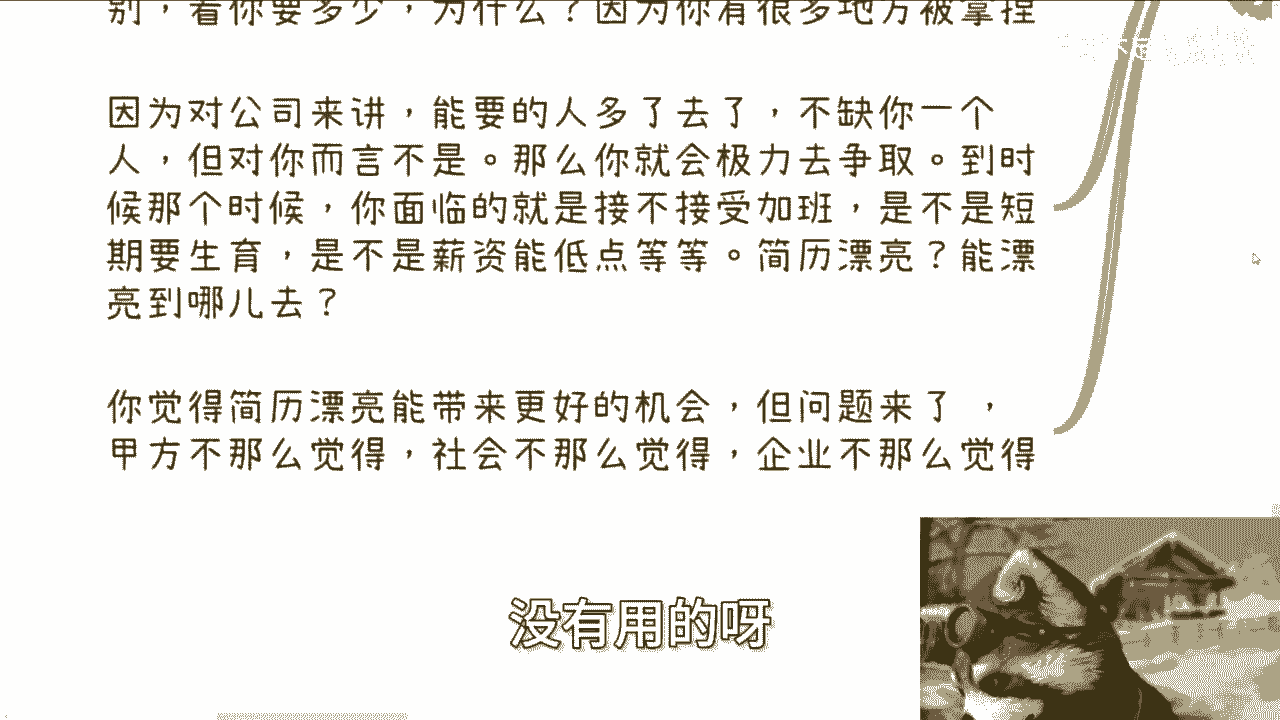 别，看你要多少，为什么？因为你有很多地方被拿捏
因为对公司来讲，能要的人多了去了，不缺你一个
人，但对你而言不是。那么你就会极力去争取。到时
候那个时候，你面临的就是接不接受加班，是不是短
期要生育，是不是薪资能低点等等。简历漂亮？能漂
亮到哪儿去？
你觉得简历漂亮能带来更好的机会，但问题来了，
甲方不那么觉得，社会不那么觉得，企业不那么觉得
没有用的呀